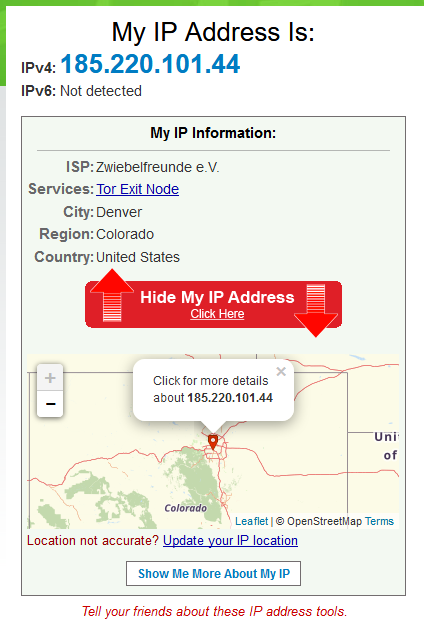 My IP Address Is:
IPv4: 185.220.101.44
IPv6: Not detected
My IP Information:
ISP: Zwiebelfreunde e.V.
Services: Tor Exit Node
City: Denver
Region: Colorado
Country: United States
Hide My IP Address
Click Here
+
−
×
Click for more details
about 185.220.101.44
Uni
of
Colorado
Leaflet | © OpenStreetMap Terms
Location not accurate? Update your IP location
Show Me More About My IP
Tell your friends about these IP address tools.